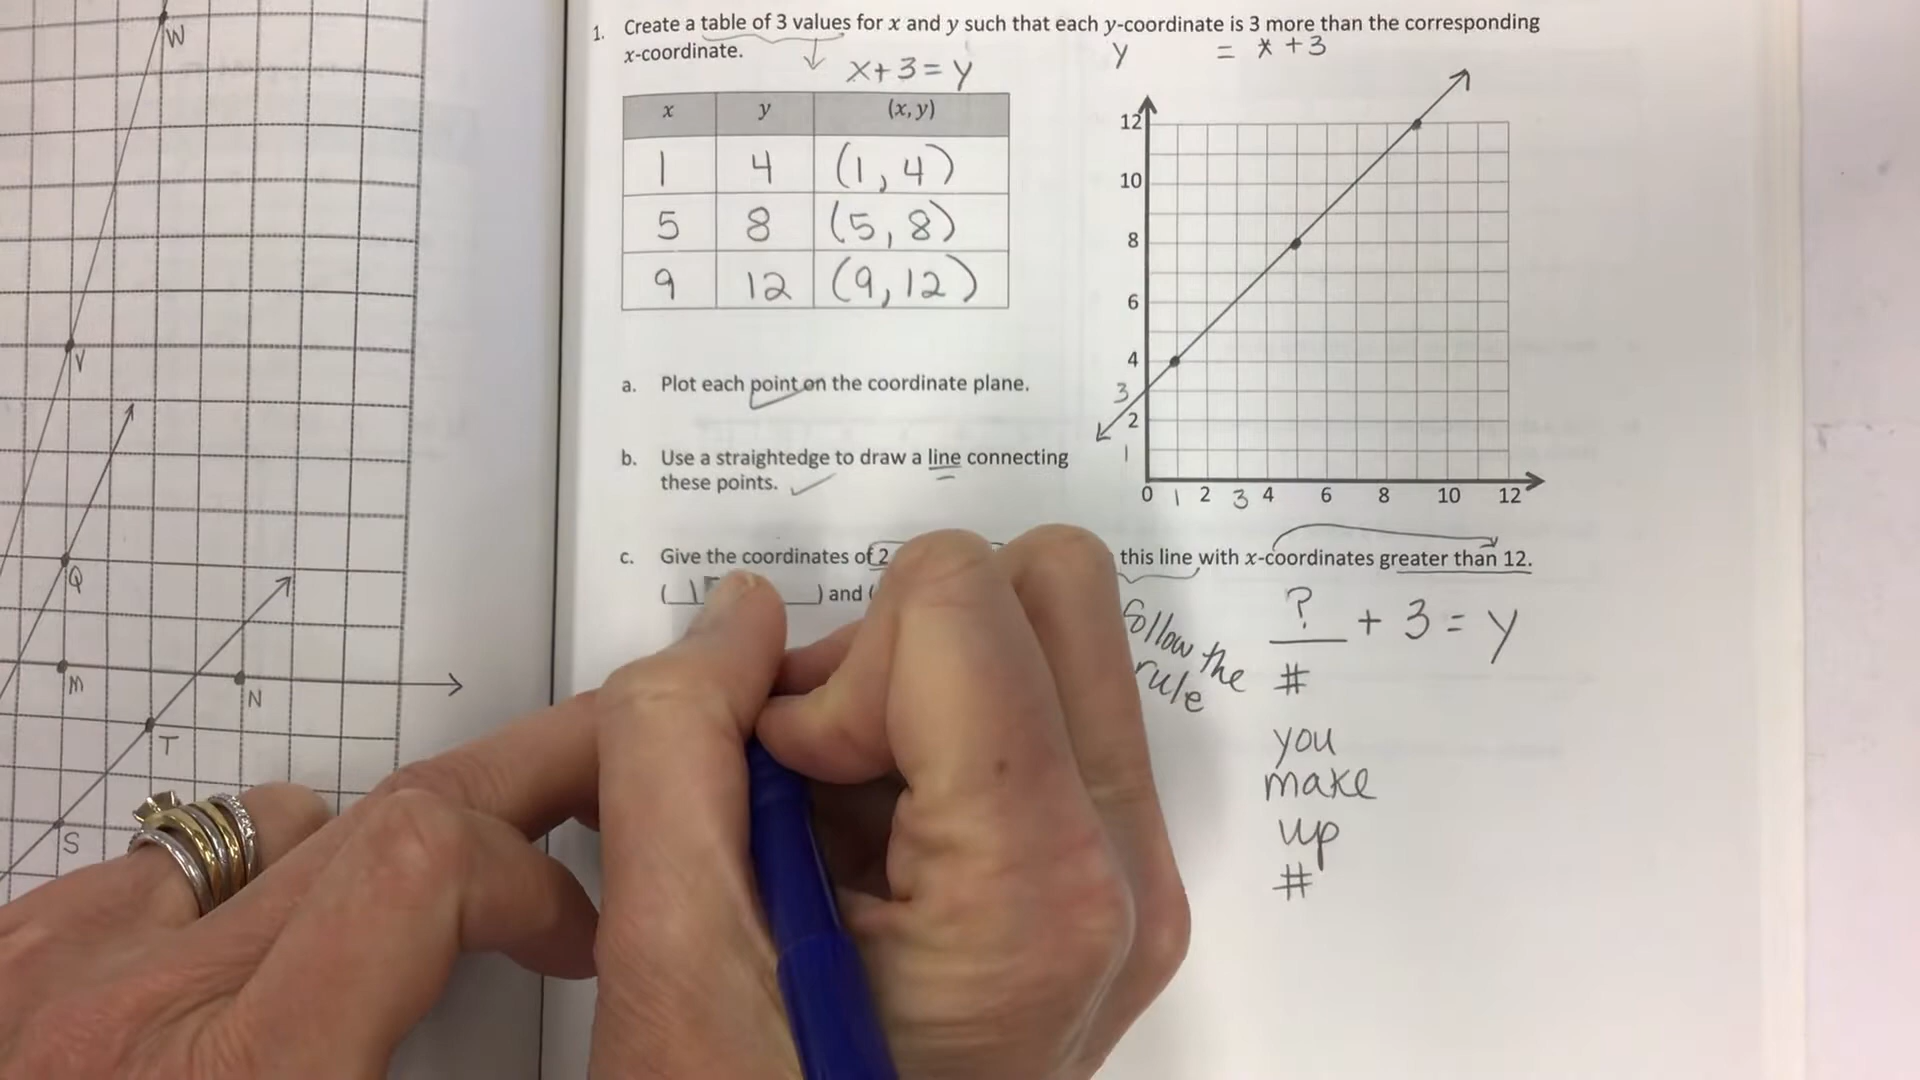 W
V
Q
M
N
T
S
1. Create a table of 3 values for x and y such that each y-coordinate is 3 more than the corresponding
x-coordinate.
y = x + 3
x + 3 = y
x y (x, y)
1 4 (1, 4)
5 8 (5, 8)
9 12 (9, 12)
12
10
8
6
4
3
2
1
0 1 2 3 4 6 8 10 12
a. Plot each point on the coordinate plane.
b. Use a straightedge to draw a line connecting
these points.
c. Give the coordinates of 2 this line with x-coordinates greater than 12.
( ) and (
follow the
rule
? + 3 = y
#
you
make
up
#